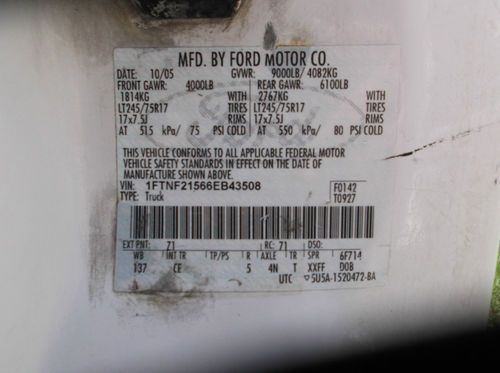 MFD. BY FORD MOTOR CO.
DATE: 10/05 GVWR: 9000LB/ 4082KG
FRONT GAWR: 4000LB REAR GAWR: 6100LB
1814KG WITH 2767KG WITH
LT245/75R17 TIRES LT245/75R17 TIRES
17x7.5J RIMS 17x7.5J RIMS
AT 515 kPa/ 75 PSI COLD AT 550 kPa/ 80 PSI COLD
THIS VEHICLE CONFORMS TO ALL APPLICABLE FEDERAL MOTOR
VEHICLE SAFETY STANDARDS IN EFFECT ON THE DATE OF
MANUFACTURE SHOWN ABOVE.
VIN: 1FTNF21566EB43508 F0142
TYPE: Truck T0927
EXT PNT: 71 RC: 71 DSO:
WB INT TR TP/PS R AXLE TR SPR 6F714
137 CE 5 4N T XXFF DOB
UTC 5U5A-1520472-BA